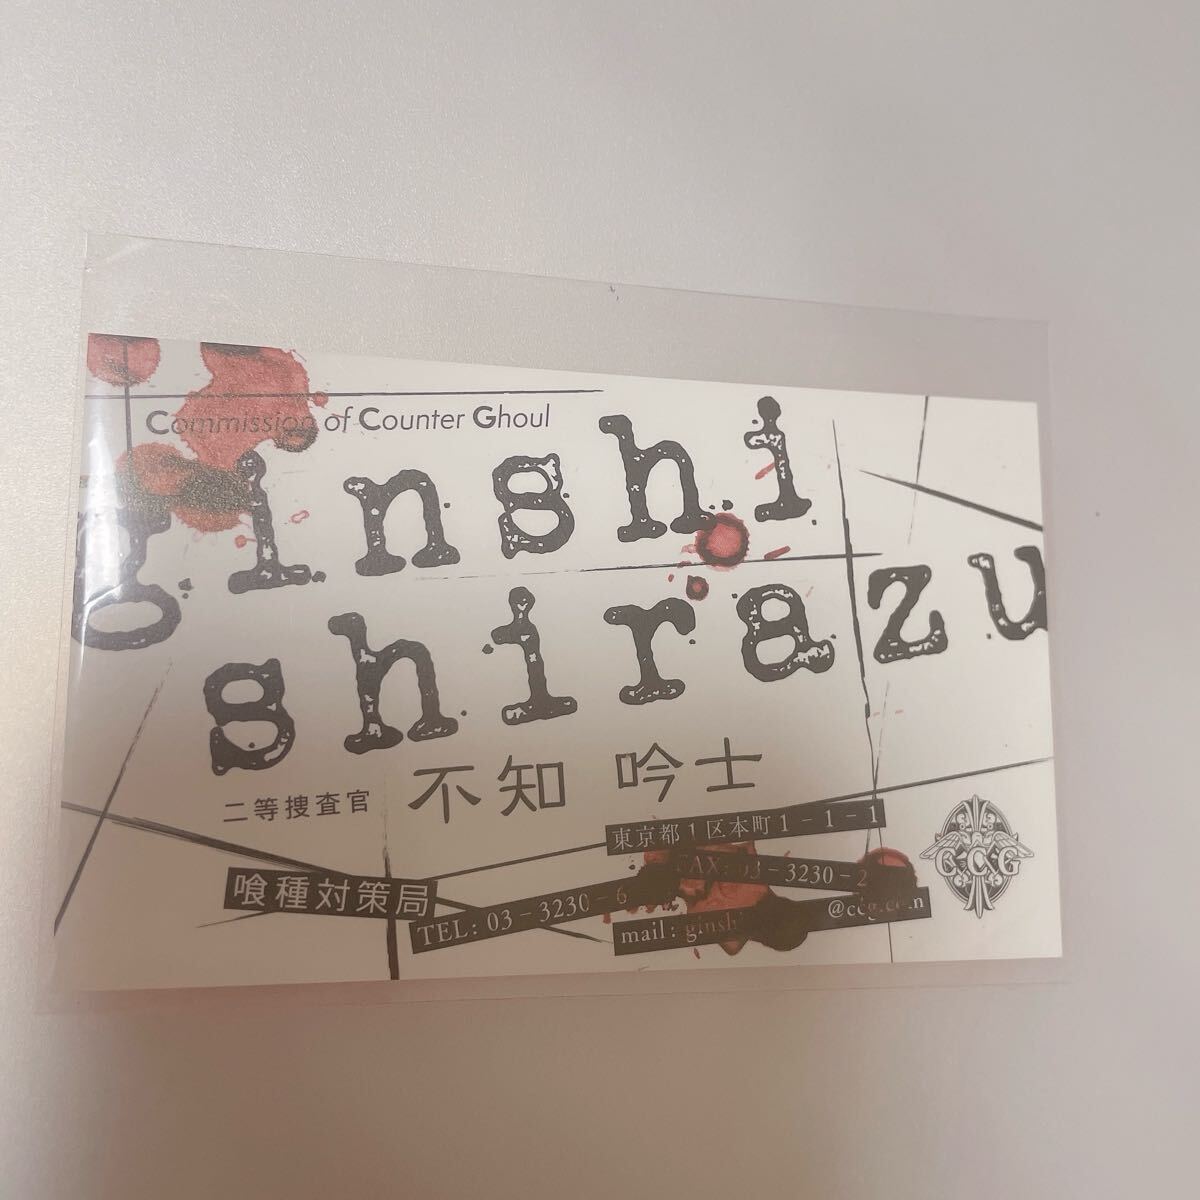 Commission of Counter Ghoul
ginshi
shirazu
二等捜査官 不知 吟士
東京都1区本町1-1-1
喰種対策局
TEL: 03-3230-6
FAX: 03-3230-2
mail: ginshi
@ccg.com
CCG